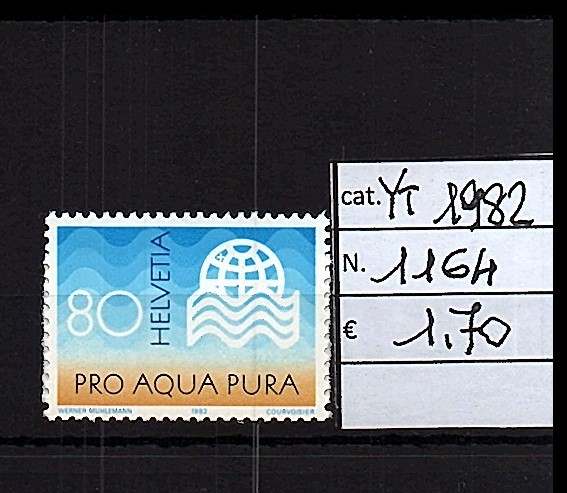 80
HELVETIA
PRO AQUA PURA
WERNER MÜHLEMANN 1982 COURVOISIER
cat. YT 1982
N. 1164
€ 1.70